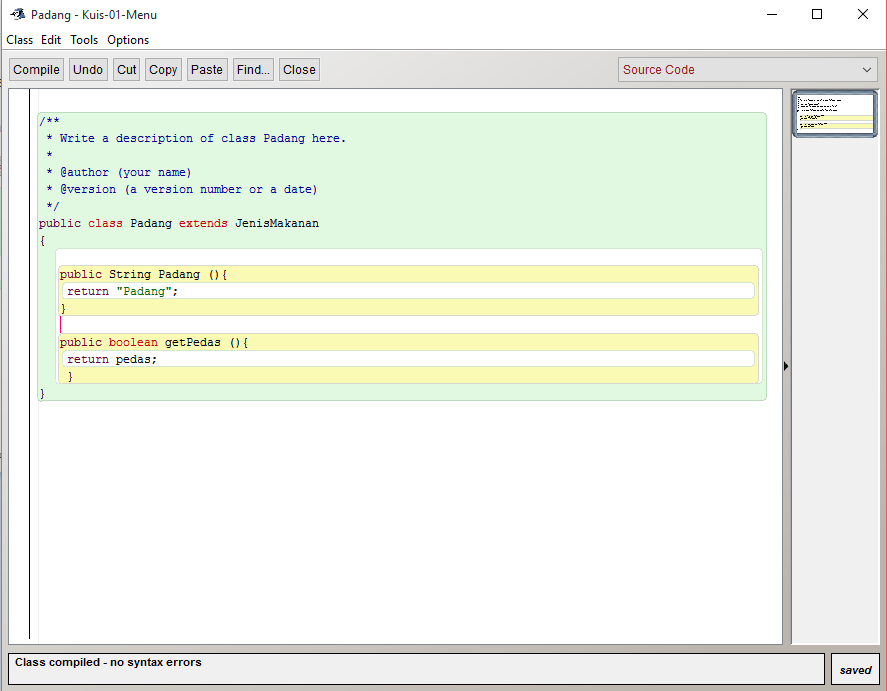 Padang - Kuis-01-Menu
Class Edit Tools Options
Compile Undo Cut Copy Paste Find... Close Source Code
/**
 * Write a description of class Padang here.
 *
 * @author (your name)
 * @version (a version number or a date)
 */
public class Padang extends JenisMakanan
{
public String Padang (){
return "Padang";
}
public boolean getPedas (){
return pedas;
}
}
Class compiled - no syntax errors
saved